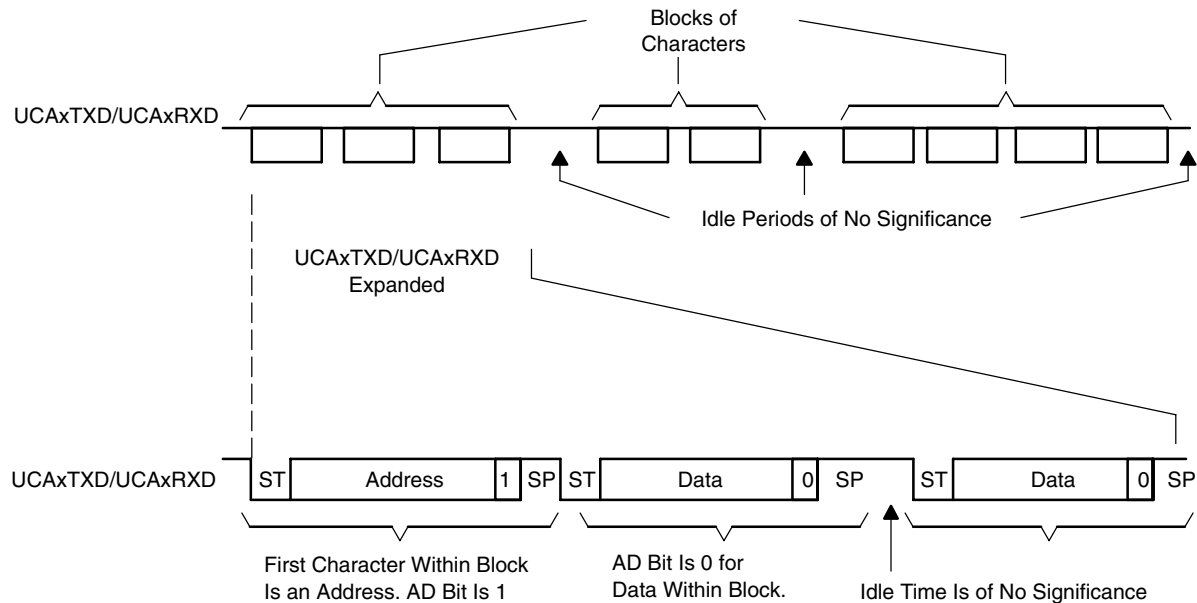 Blocks of
Characters
UCAxTXD/UCAxRXD
Idle Periods of No Significance
UCAxTXD/UCAxRXD
Expanded
UCAxTXD/UCAxRXD
ST Address 1 SP ST Data 0 SP ST Data 0 SP
First Character Within Block
Is an Address. AD Bit Is 1
AD Bit Is 0 for
Data Within Block.
Idle Time Is of No Significance